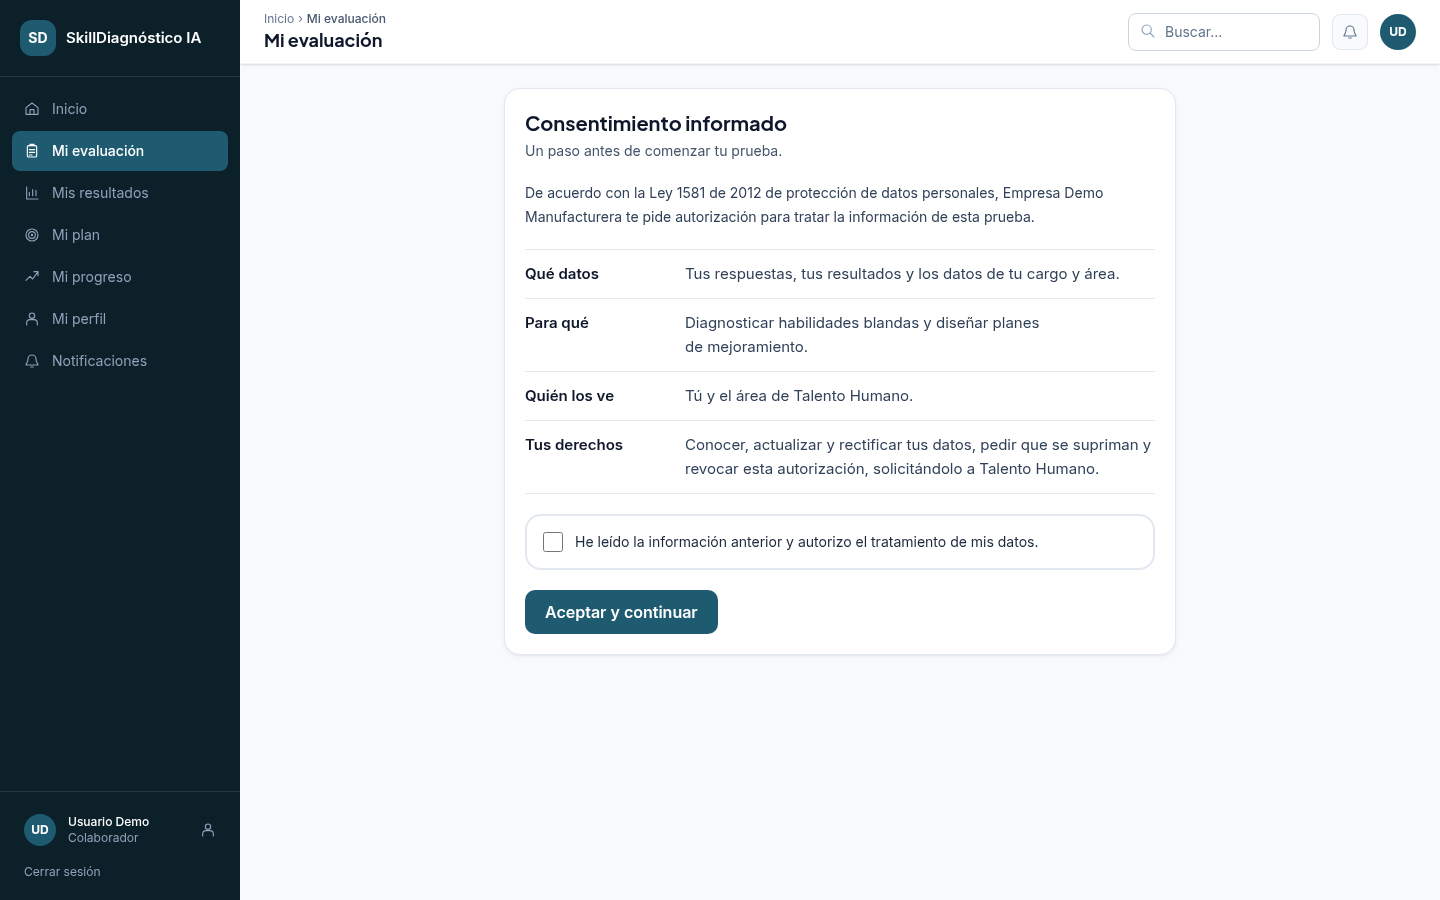 SD SkillDiagnóstico IA
Inicio
Mi evaluación
Mis resultados
Mi plan
Mi progreso
Mi perfil
Notificaciones
UD
Usuario Demo
Colaborador
Cerrar sesión
Inicio › Mi evaluación
Mi evaluación
Buscar...
UD
Consentimiento informado
Un paso antes de comenzar tu prueba.
De acuerdo con la Ley 1581 de 2012 de protección de datos personales, Empresa Demo
Manufacturera te pide autorización para tratar la información de esta prueba.
Qué datos Tus respuestas, tus resultados y los datos de tu cargo y área.
Para qué Diagnosticar habilidades blandas y diseñar planes
de mejoramiento.
Quién los ve Tú y el área de Talento Humano.
Tus derechos Conocer, actualizar y rectificar tus datos, pedir que se supriman y
revocar esta autorización, solicitándolo a Talento Humano.
He leído la información anterior y autorizo el tratamiento de mis datos.
Aceptar y continuar